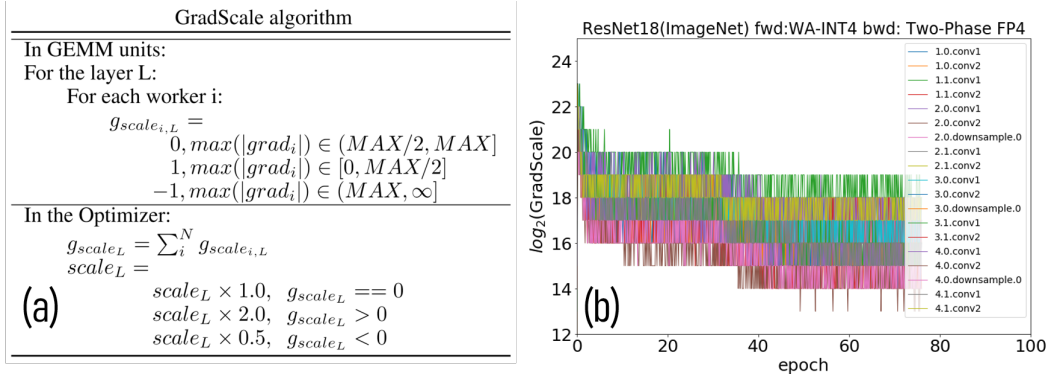 GradScale algorithm
In GEMM units:
For the layer L:
For each worker i:
g_{scale_{i,L}} =
0, max(|grad_i|) ∈ (MAX/2, MAX]
1, max(|grad_i|) ∈ [0, MAX/2]
−1, max(|grad_i|) ∈ (MAX, ∞]
In the Optimizer:
g_{scale_L} = ∑_i^N g_{scale_{i,L}}
scale_L =
scale_L × 1.0, g_{scale_L} == 0
scale_L × 2.0, g_{scale_L} > 0
scale_L × 0.5, g_{scale_L} < 0
(a)
ResNet18(ImageNet) fwd:WA-INT4 bwd: Two-Phase FP4
log_2(GradScale)
24
22
20
18
16
14
12
0
20
40
60
80
100
epoch
1.0.conv1
1.0.conv2
1.1.conv1
1.1.conv2
2.0.conv1
2.0.conv2
2.0.downsample.0
2.1.conv1
2.1.conv2
3.0.conv1
3.0.conv2
3.0.downsample.0
3.1.conv1
3.1.conv2
4.0.conv1
4.0.conv2
4.0.downsample.0
4.1.conv1
4.1.conv2
(b)